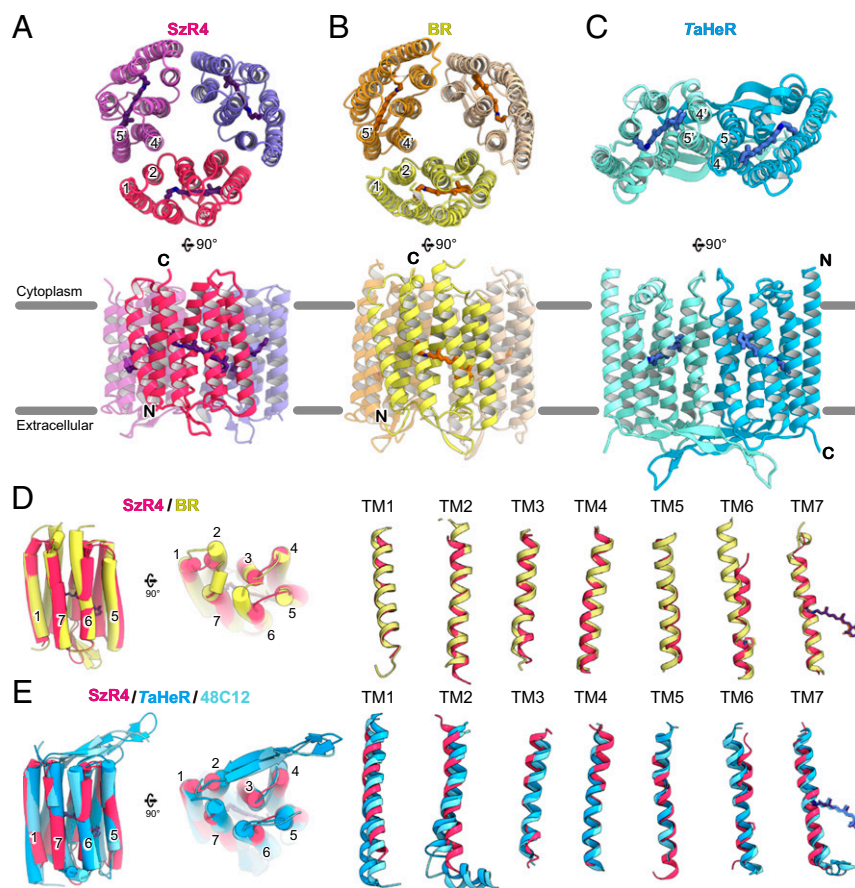 A
SzR4
B
BR
C
TaHeR
5'
4'
2
1
5'
4'
2
1
4'
5'
5
4
90°
90°
90°
C
C
N
Cytoplasm
Extracellular
N
N
C
D
SzR4 / BR
TM1
TM2
TM3
TM4
TM5
TM6
TM7
1
7
6
5
90°
1
2
3
4
5
6
7
E
SzR4 / TaHeR / 48C12
TM1
TM2
TM3
TM4
TM5
TM6
TM7
1
7
6
5
90°
1
2
3
4
5
6
7